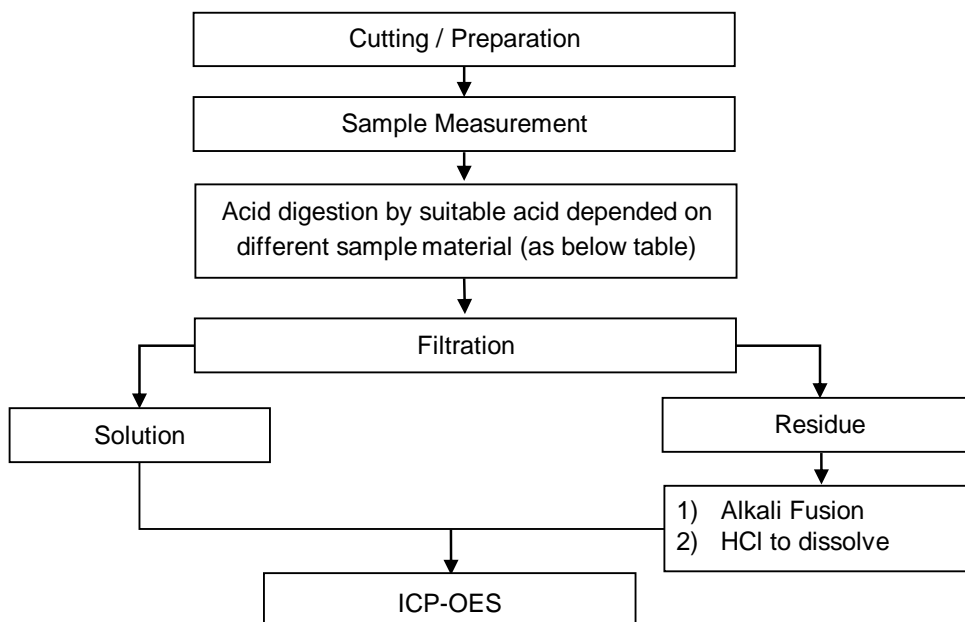 Cutting / Preparation
Sample Measurement
Acid digestion by suitable acid depended on
different sample material (as below table)
Filtration
Solution
Residue
1) Alkali Fusion
2) HCl to dissolve
ICP-OES